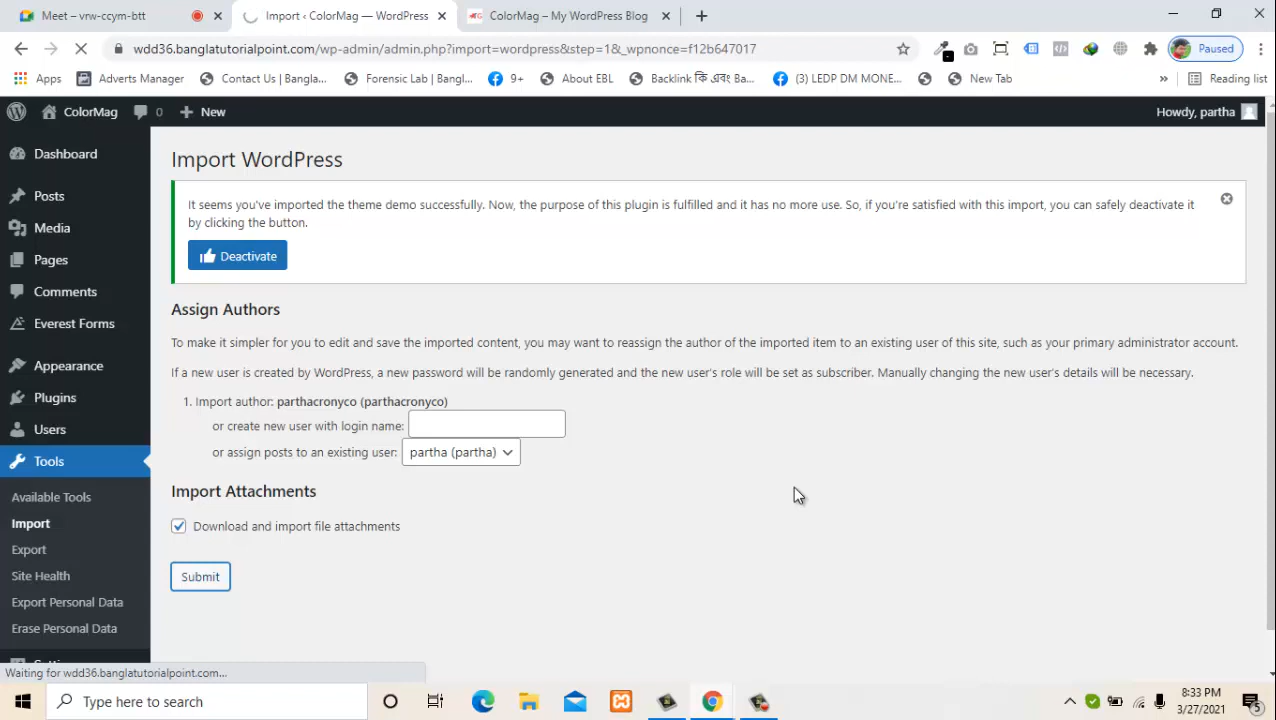 Meet – vrw-ccym-btt
Import ‹ ColorMag — WordPress
ColorMag – My WordPress Blog
wdd36.banglatutorialpoint.com/wp-admin/admin.php?import=wordpress&step=1&_wpnonce=f12b647017
Paused
Apps
Adverts Manager
Contact Us | Bangla...
Forensic Lab | Bangl...
9+
About EBL
Backlink কি এবং Ba...
(3) LEDP DM MONE...
New Tab
»
Reading list
ColorMag
0
New
Howdy, partha
Dashboard
Posts
Media
Pages
Comments
Everest Forms
Appearance
Plugins
Users
Tools
Available Tools
Import
Export
Site Health
Export Personal Data
Erase Personal Data
Import WordPress
It seems you've imported the theme demo successfully. Now, the purpose of this plugin is fulfilled and it has no more use. So, if you're satisfied with this import, you can safely deactivate it
by clicking the button.
Deactivate
Assign Authors
To make it simpler for you to edit and save the imported content, you may want to reassign the author of the imported item to an existing user of this site, such as your primary administrator account.
If a new user is created by WordPress, a new password will be randomly generated and the new user's role will be set as subscriber. Manually changing the new user's details will be necessary.
1. Import author: parthacronyco (parthacronyco)
or create new user with login name:
or assign posts to an existing user: partha (partha)
Import Attachments
Download and import file attachments
Submit
Waiting for wdd36.banglatutorialpoint.com...
Type here to search
8:33 PM
3/27/2021
5